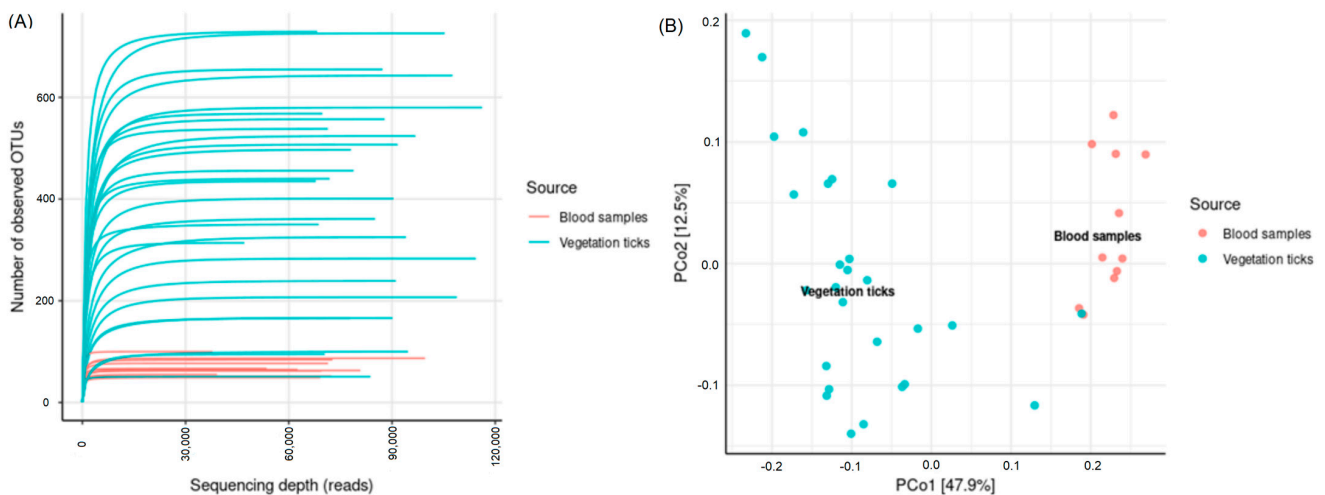 (A)
Number of observed OTUs
600
400
200
0
0
30,000
60,000
90,000
120,000
Sequencing depth (reads)
Source
Blood samples
Vegetation ticks
(B)
PCo2 [12.5%]
0.2
0.1
0.0
-0.1
Blood samples
Vegetation ticks
-0.2
-0.1
0.0
0.1
0.2
PCo1 [47.9%]
Source
Blood samples
Vegetation ticks